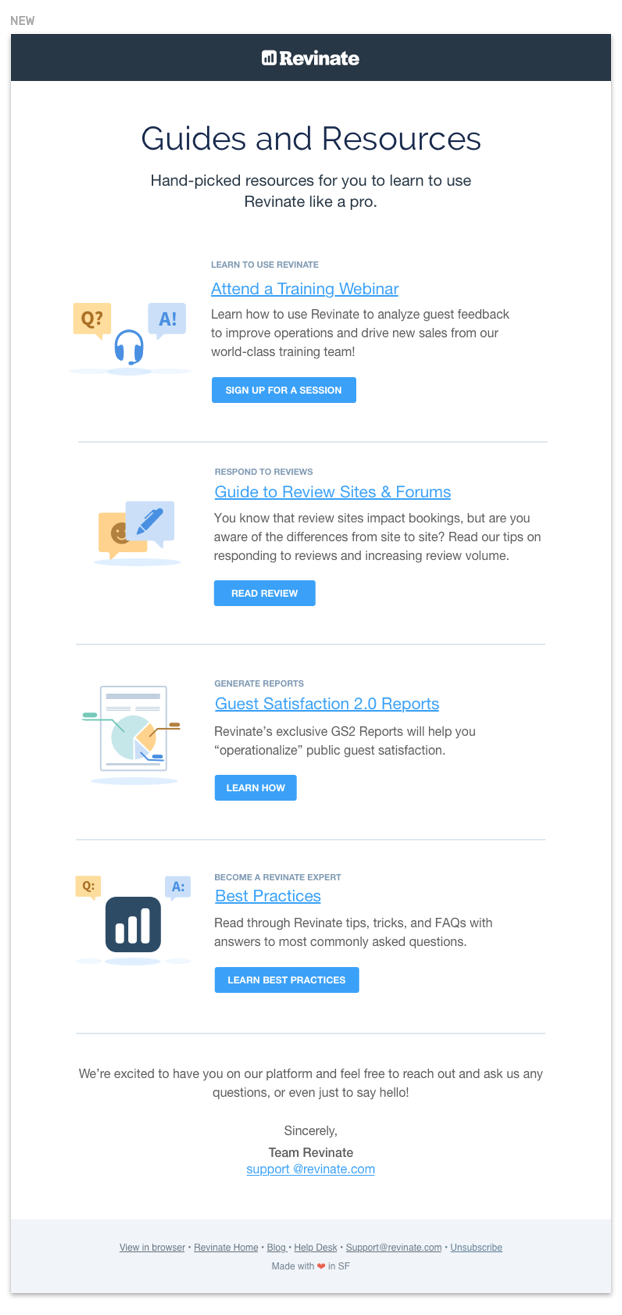 NEW
Revinate
Guides and Resources
Hand-picked resources for you to learn to use
Revinate like a pro.
LEARN TO USE REVINATE
Attend a Training Webinar
Q?
A!
Learn how to use Revinate to analyze guest feedback
to improve operations and drive new sales from our
world-class training team!
SIGN UP FOR A SESSION
RESPOND TO REVIEWS
Guide to Review Sites & Forums
You know that review sites impact bookings, but are you
aware of the differences from site to site? Read our tips on
responding to reviews and increasing review volume.
READ REVIEW
GENERATE REPORTS
Guest Satisfaction 2.0 Reports
Revinate’s exclusive GS2 Reports will help you
“operationalize” public guest satisfaction.
LEARN HOW
BECOME A REVINATE EXPERT
Q:
A:
Best Practices
Read through Revinate tips, tricks, and FAQs with
answers to most commonly asked questions.
LEARN BEST PRACTICES
We’re excited to have you on our platform and feel free to reach out and ask us any
questions, or even just to say hello!
Sincerely,
Team Revinate
support @revinate.com
View in browser • Revinate Home • Blog • Help Desk • Support@revinate.com • Unsubscribe
Made with ❤ in SF